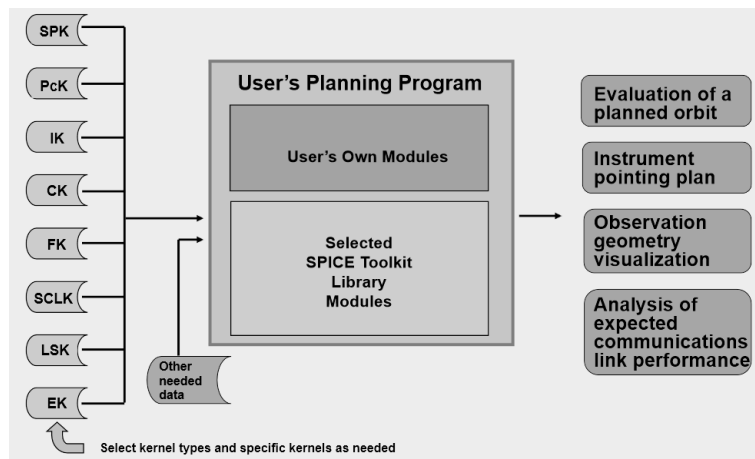 SPK
PcK
IK
CK
FK
SCLK
LSK
EK
User's Planning Program
User's Own Modules
Selected
SPICE Toolkit
Library
Modules
Other
needed
data
Evaluation of a
planned orbit
Instrument
pointing plan
Observation
geometry
visualization
Analysis of
expected
communications
link performance
Select kernel types and specific kernels as needed